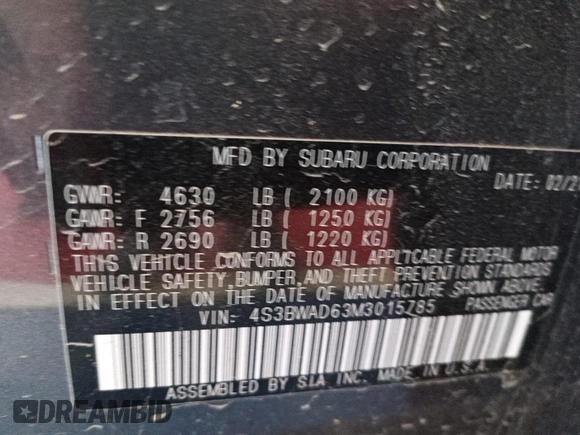 MFD BY SUBARU CORPORATION
DATE: 02/2
GVWR: 4630 LB ( 2100 KG)
GAWR: F 2756 LB ( 1250 KG)
GAWR: R 2690 LB ( 1220 KG)
THIS VEHICLE CONFORMS TO ALL APPLICABLE FEDERAL MOTOR
VEHICLE SAFETY, BUMPER, AND THEFT PREVENTION STANDARDS
IN EFFECT ON THE DATE OF MANUFACTURE SHOWN ABOVE.
VIN: 4S3BWAD63M3015785 PASSENGER CAR
ASSEMBLED BY SIA INC. MADE IN U.S.A.
DREAMBID